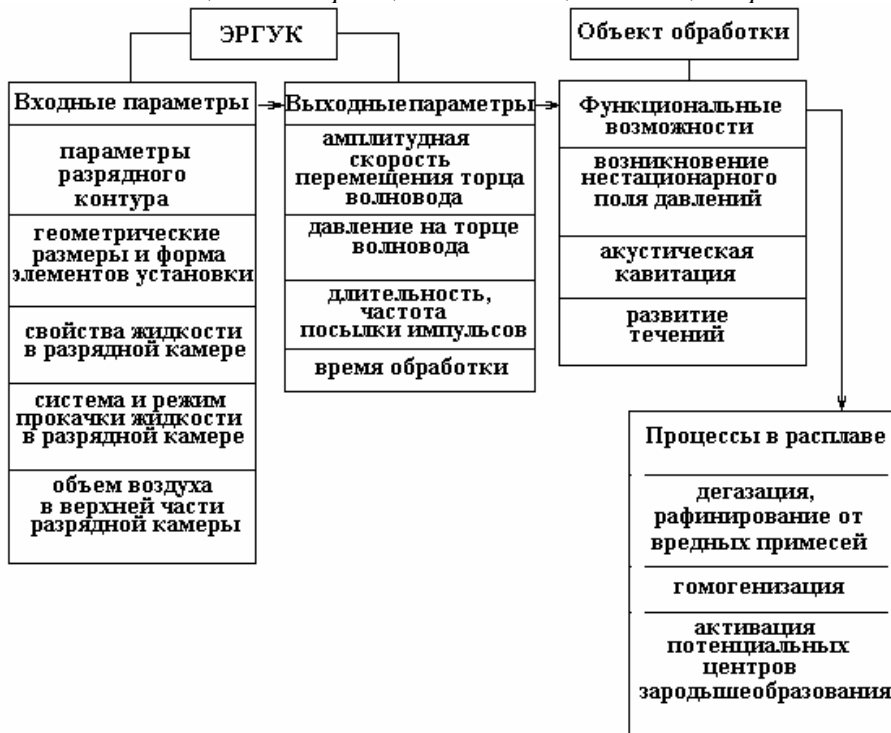 ЭРГУК
Объект обработки
Входные параметры
параметры
разрядного
контура
геометрические
размеры и форма
элементов установки
свойства жидкости
в разрядной камере
система и режим
прокачки жидкости
в разрядной камере
объем воздуха
в верхней части
разрядной камеры
Выходные параметры
амплитудная
скорость
перемещения торца
волновода
давление на торце
волновода
длительность,
частота
посылки импульсов
время обработки
Функциональные
возможности
возникновение
нестационарного
поля давлений
акустическая
кавитация
развитие
течений
Процессы в расплаве
дегазация,
рафинирование от
вредных примесей
гомогенизация
активация
потенциальных
центров
зародышеобразования